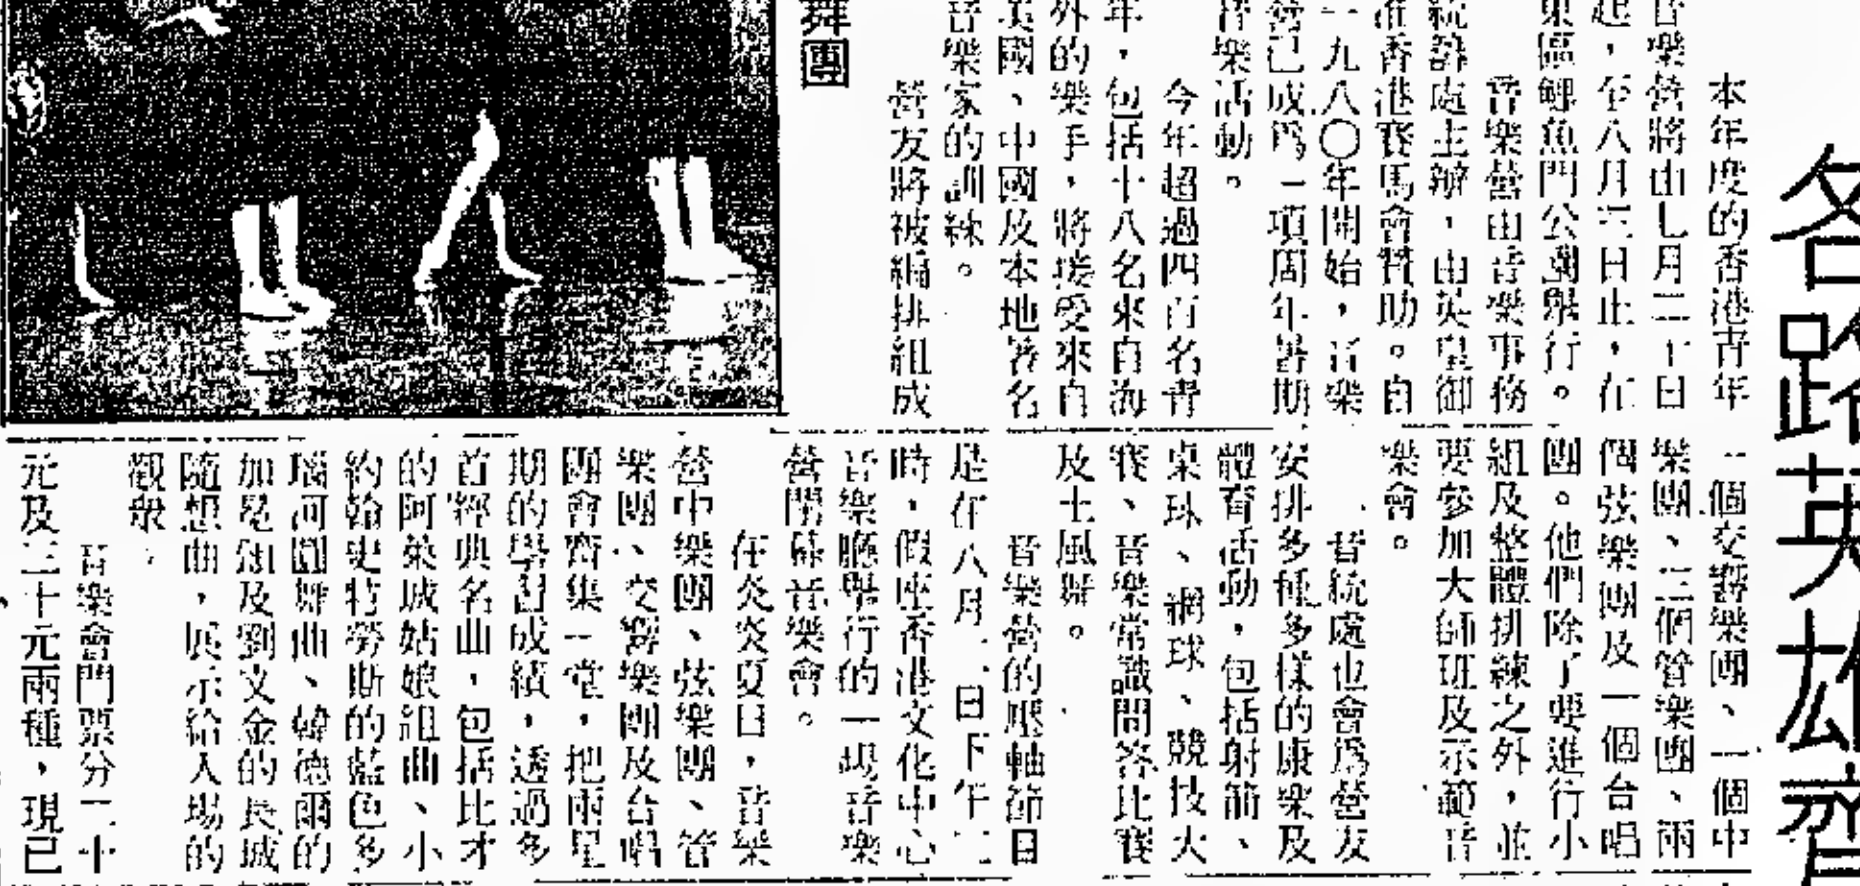 各路英雄齊
本年度的香港青年
音樂營將由七月二十日
起，至八月三日止，在
東區鯉魚門公園舉行。
音樂營由音樂事務
統籌處主辦，由英皇御
准香港賽馬會贊助。自
一九八〇年開始，音樂
營已成爲一項周年暑期
音樂活動。
今年超過四百名青
年，包括十八名來自海
外的樂手，將接受來自
美國、中國及本地著名
音樂家的訓練。
營友將被編排組成
舞團
一個交響樂團、一個中
樂團、三個管樂團、兩
個弦樂團及一個合唱
團。他們除了要進行小
組及整體排練之外，並
要參加大師班及示範音
樂會。
音統處也會爲營友
安排多種多樣的康樂及
體育活動，包括射箭、
桌球、網球、競技大
賽、音樂常識問答比賽
及土風舞。
音樂營的壓軸節目
是在八月　日下午
時，假座香港文化中心
音樂廳舉行的一場音樂
營閉幕音樂會。
在炎炎夏日，音樂
營中樂團、弦樂團、管
樂團、交響樂團及合唱
團會齊集一堂，把兩星
期的學習成績，透過多
首經典名曲，包括比才
的阿萊城姑娘組曲、小
約翰史特勞斯的藍色多
瑙河圓舞曲、韓德爾的
加冕頌及劉文金的長城
隨想曲，展示給入場的
觀衆。
音樂會門票分二十
元及三十元兩種，現已